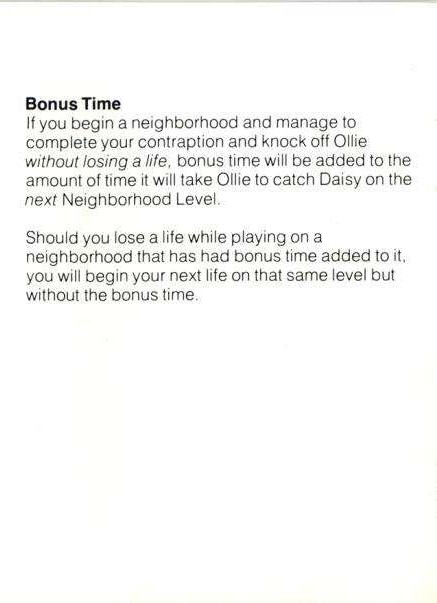 Bonus Time
If you begin a neighborhood and manage to
complete your contraption and knock off Ollie
without losing a life, bonus time will be added to the
amount of time it will take Ollie to catch Daisy on the
next Neighborhood Level.
Should you lose a life while playing on a
neighborhood that has had bonus time added to it,
you will begin your next life on that same level but
without the bonus time.